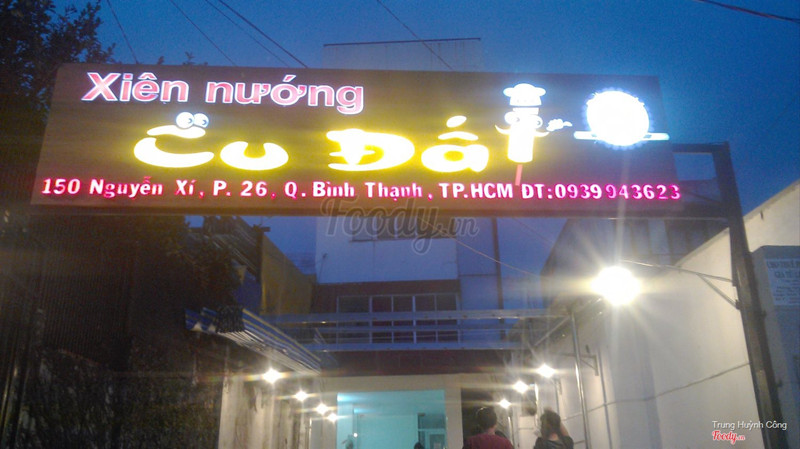 Xiên nướng
Cu Đất
150 Nguyễn Xí, P. 26, Q. Bình Thạnh, TP.HCM ĐT:0939943623
Foody.vn
Trung Huỳnh Công
Foody.vn